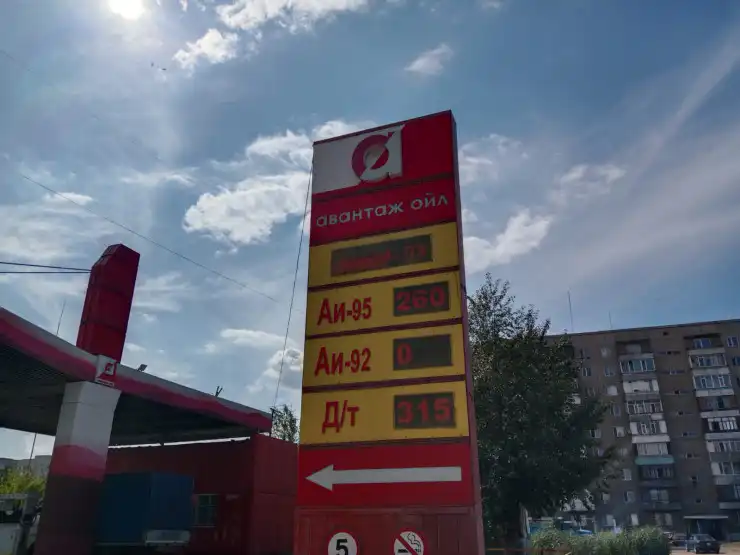 авантаж ойл
Аи-95 260
Аи-92 0
Д/т 315
5